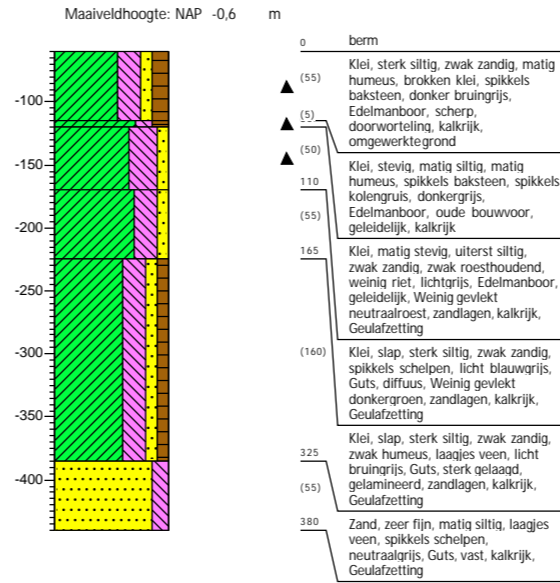 Maaiveldhoogte: NAP -0,6 m
-100
-150
-200
-250
-300
-350
-400
0
(55)
(5)
(50)
110
(55)
165
(160)
325
(55)
380
berm
Klei, sterk siltig, zwak zandig, matig
humeus, brokken klei, spikkels
baksteen, donker bruingrijs,
Edelmanboor, scherp,
doorworteling, kalkrijk,
omgewerktegrond
Klei, stevig, matig siltig, matig
humeus, spikkels baksteen, spikkels
kolengruis, donkergrijs,
Edelmanboor, oude bouwvoor,
geleidelijk, kalkrijk
Klei, matig stevig, uiterst siltig,
zwak zandig, zwak roesthoudend,
weinig riet, lichtgrijs, Edelmanboor,
geleidelijk, Weinig gevlekt
neutraalroest, zandlagen, kalkrijk,
Geulafzetting
Klei, slap, sterk siltig, zwak zandig,
spikkels schelpen, licht blauwgrijs,
Guts, diffuus, Weinig gevlekt
donkergroen, zandlagen, kalkrijk,
Geulafzetting
Klei, slap, sterk siltig, zwak zandig,
zwak humeus, laagjes veen, licht
bruingrijs, Guts, sterk gelaagd,
gelamineerd, zandlagen, kalkrijk,
Geulafzetting
Zand, zeer fijn, matig siltig, laagjes
veen, spikkels schelpen,
neutraalgrijs, Guts, vast, kalkrijk,
Geulafzetting